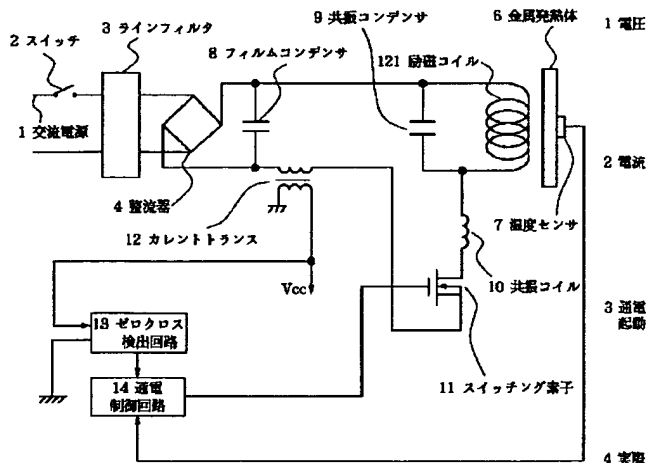 9 共振コンデンサ
6 金属発熱体
1 電圧
2 スイッチ
3 ラインフィルタ
8 フィルムコンデンサ
121 励磁コイル
1 交流電源
4 整流器
2 電流
7 温度センサ
12 カレントトランス
Vcc
10 共振コイル
3 通電
起動
13 ゼロクロス
検出回路
14 通電
制御回路
11 スイッチング素子
4 実際